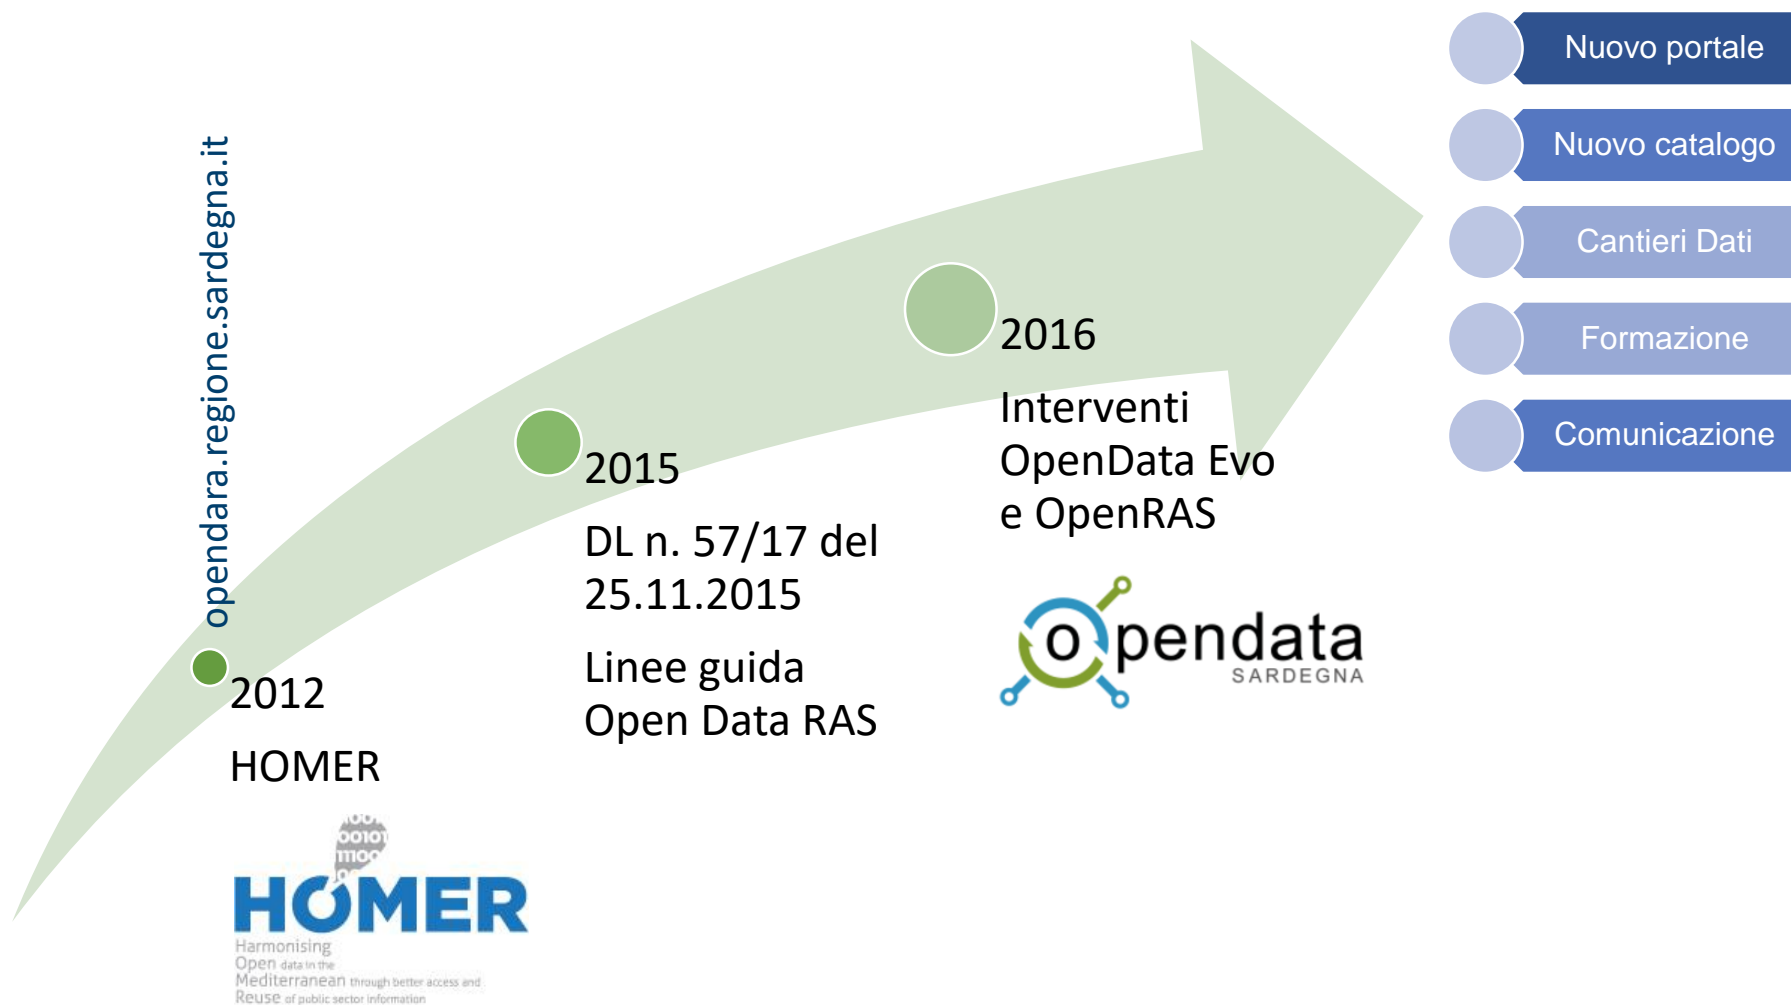 opendara.regione.sardegna.it
2012
HOMER
HOMER
Harmonising
Open data in the
Mediterranean through better access and
Reuse of public sector information
2015
DL n. 57/17 del
25.11.2015
Linee guida
Open Data RAS
2016
Interventi
OpenData Evo
e OpenRAS
opendata
SARDEGNA
Nuovo portale
Nuovo catalogo
Cantieri Dati
Formazione
Comunicazione